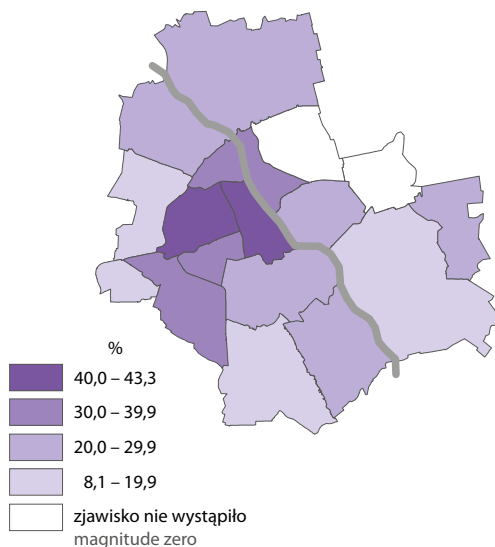 %
40,0 – 43,3
30,0 – 39,9
20,0 – 29,9
8,1 – 19,9
zjawisko nie wystąpiło
magnitude zero